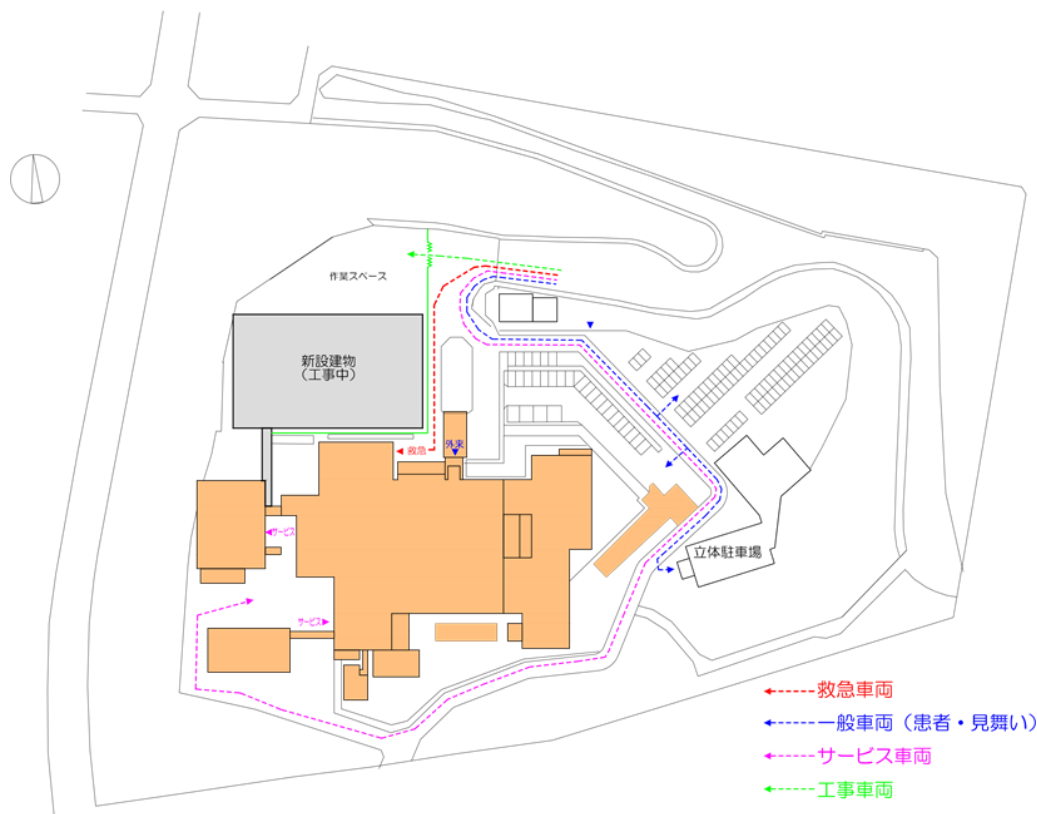 作業スペース
新設建物
（工事中）
救急
外来
サービス
サービス
立体駐車場
救急車両
一般車両（患者・見舞い）
サービス車両
工事車両